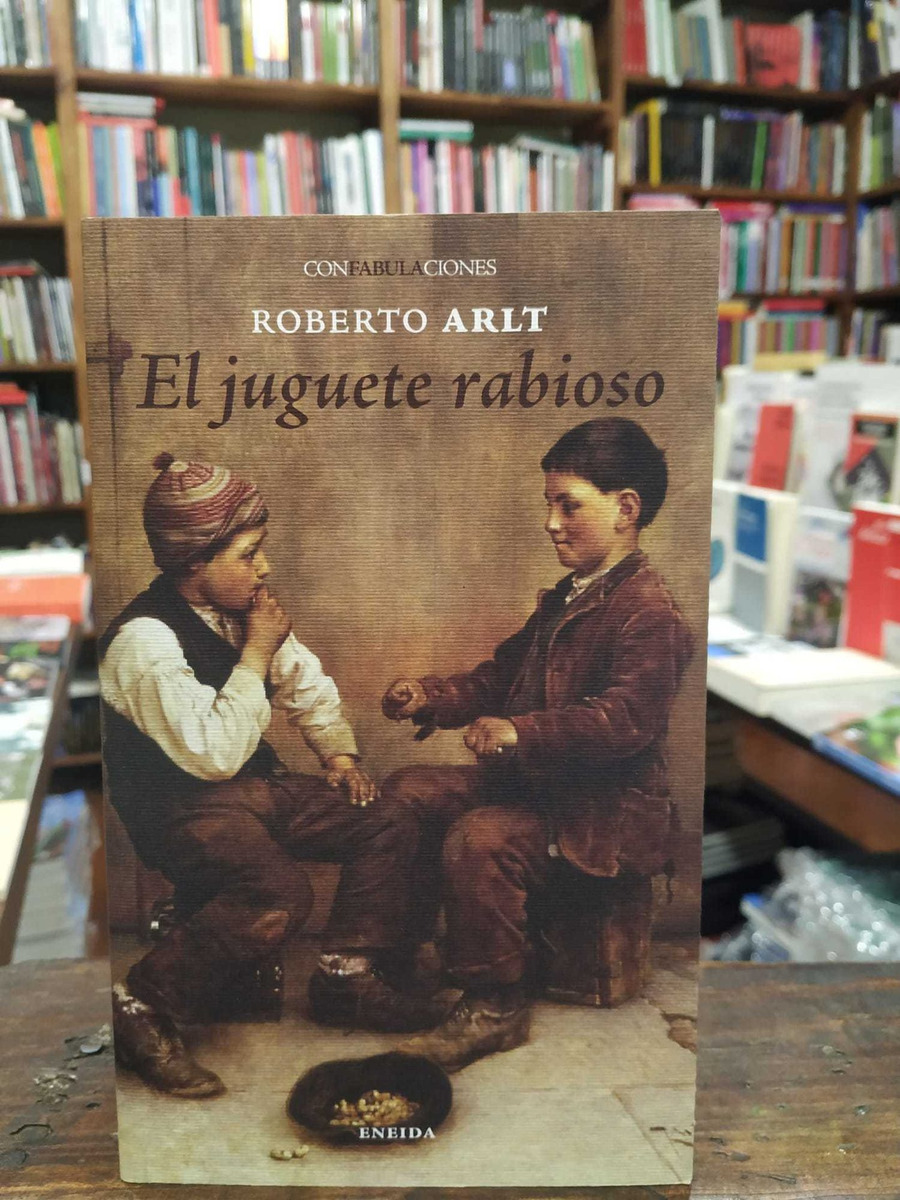 CONFABULACIONES
ROBERTO ARLT
El juguete rabioso
ENEIDA